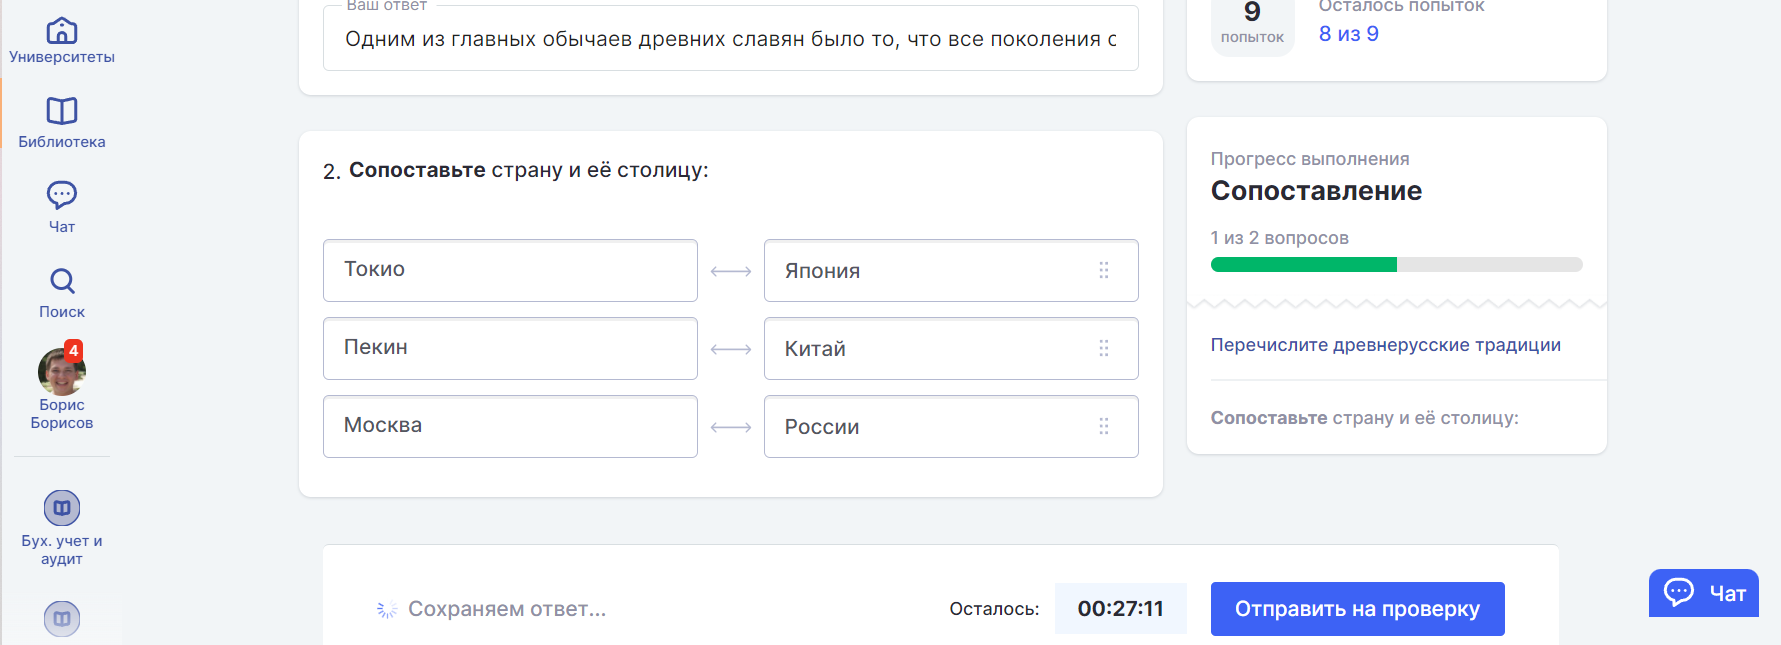 Университеты
Библиотека
Чат
Поиск
4
Борис
Борисов
Бух. учет и
аудит
Ваш ответ
Одним из главных обычаев древних славян было то, что все поколения с
2. Сопоставьте страну и её столицу:
Токио
Япония
Пекин
Китай
Москва
России
Сохраняем ответ...
Осталось:
00:27:11
Отправить на проверку
9
попыток
Осталось попыток
8 из 9
Прогресс выполнения
Сопоставление
1 из 2 вопросов
Перечислите древнерусские традиции
Сопоставьте страну и её столицу:
Чат